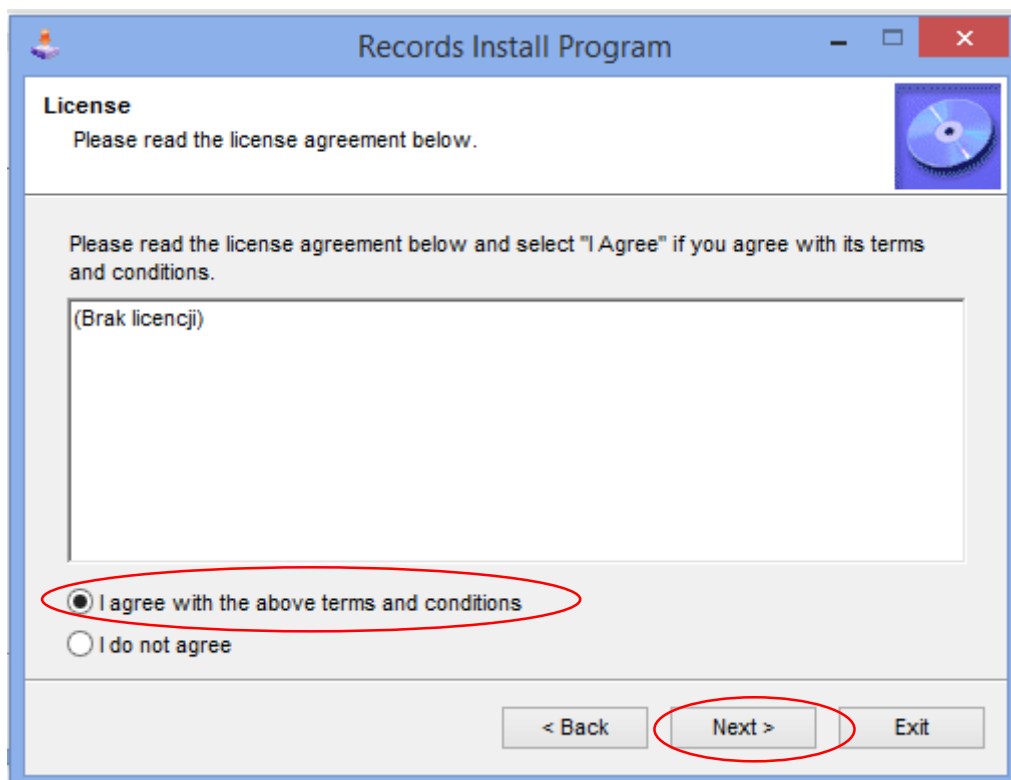 Records Install Program
License
Please read the license agreement below.
Please read the license agreement below and select "I Agree" if you agree with its terms
and conditions.
(Brak licencji)
I agree with the above terms and conditions
I do not agree
< Back Next > Exit